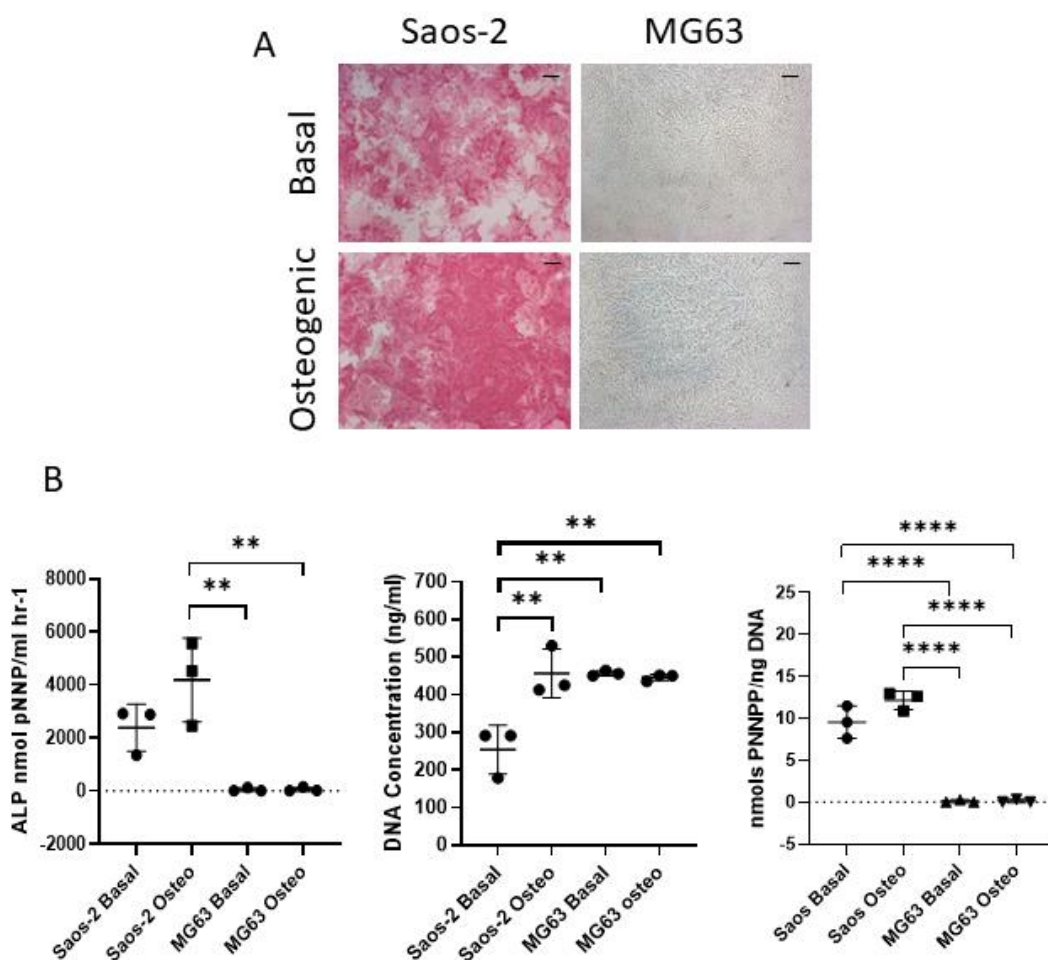 A
Saos-2
MG63
Basal
Osteogenic
B
ALP nmol pNNP/ml hr-1
8000
6000
4000
2000
0
-2000
**
**
Saos-2 Basal
Saos-2 Osteo
MG63 Basal
MG63 Osteo
DNA Concentration (ng/ml)
700
600
500
400
300
200
100
0
**
**
**
Saos-2 Basal
Saos-2 Osteo
MG63 Basal
MG63 osteo
nmols PNNPP/ng DNA
25
20
15
10
5
0
-5
****
****
****
****
Saos Basal
Saos Osteo
MG63 Basal
MG63 Osteo